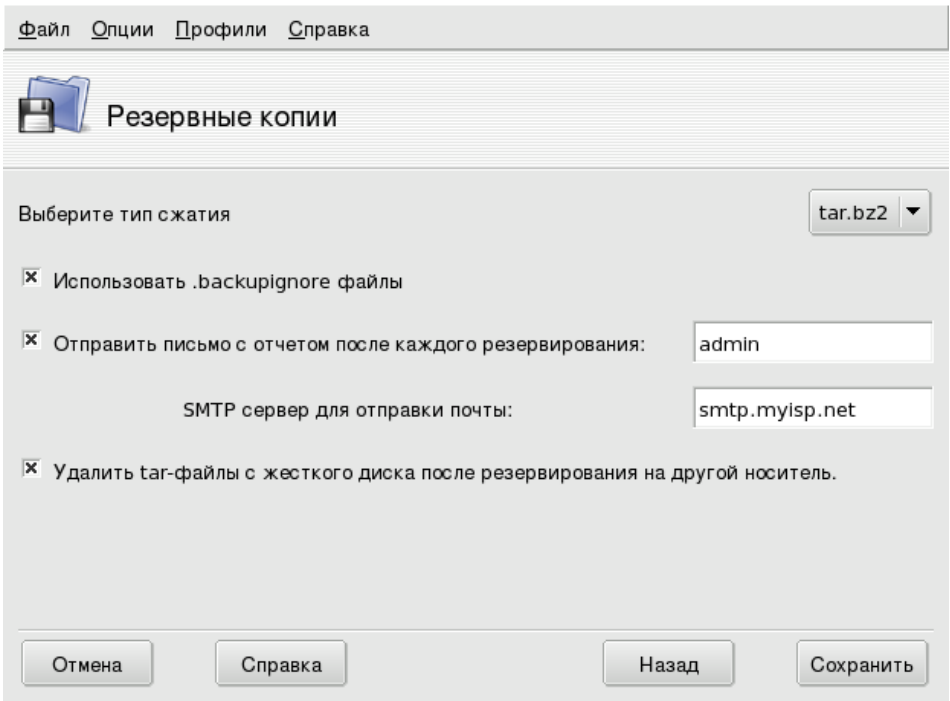 Файл Опции Профили Справка
Резервные копии
Выберите тип сжатия tar.bz2
Использовать .backupignore файлы
Отправить письмо с отчетом после каждого резервирования: admin
SMTP сервер для отправки почты: smtp.myisp.net
Удалить tar-файлы с жесткого диска после резервирования на другой носитель.
Отмена Справка Назад Сохранить